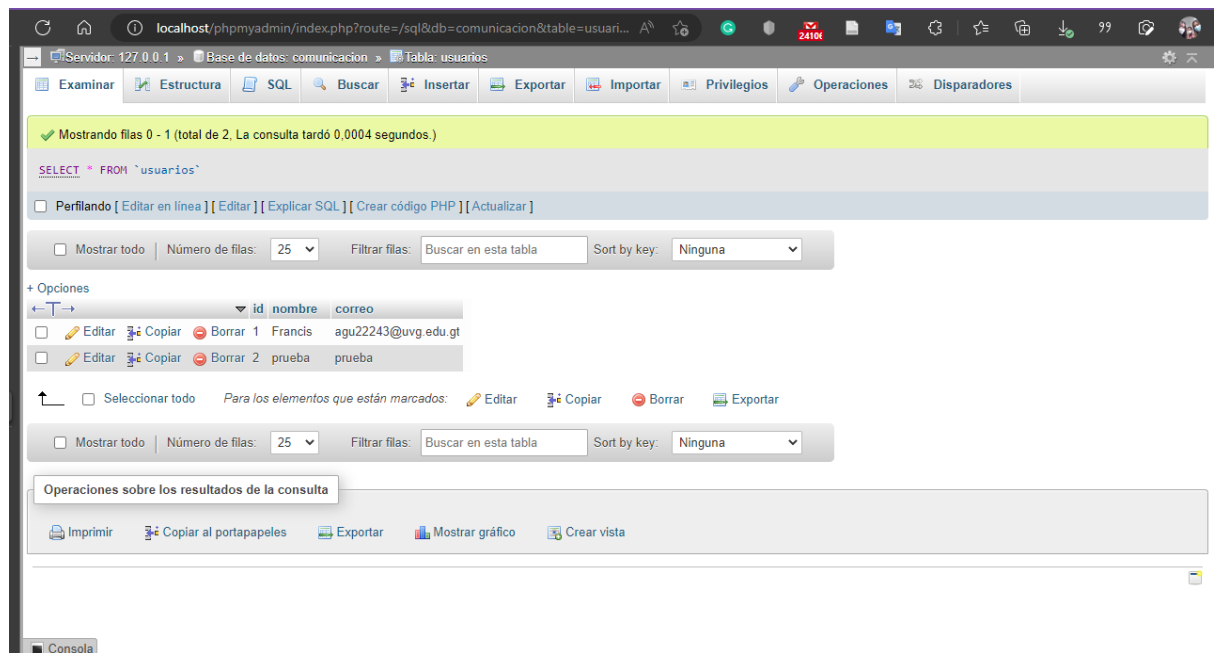 localhost/phpmyadmin/index.php?route=/sql&db=comunicacion&table=usuari...
24106
Servidor: 127.0.0.1 » Base de datos: comunicacion » Tabla: usuarios
Examinar Estructura SQL Buscar Insertar Exportar Importar Privilegios Operaciones Disparadores
Mostrando filas 0 - 1 (total de 2, La consulta tardó 0,0004 segundos.)
SELECT * FROM `usuarios`
Perfilando [ Editar en línea ] [ Editar ] [ Explicar SQL ] [ Crear código PHP ] [ Actualizar ]
Mostrar todo | Número de filas: 25 Filtrar filas: Buscar en esta tabla Sort by key: Ninguna
+ Opciones
←T→ id nombre correo
Editar Copiar Borrar 1 Francis agu22243@uvg.edu.gt
Editar Copiar Borrar 2 prueba prueba
Seleccionar todo Para los elementos que están marcados: Editar Copiar Borrar Exportar
Mostrar todo | Número de filas: 25 Filtrar filas: Buscar en esta tabla Sort by key: Ninguna
Operaciones sobre los resultados de la consulta
Imprimir Copiar al portapapeles Exportar Mostrar gráfico Crear vista
Consola